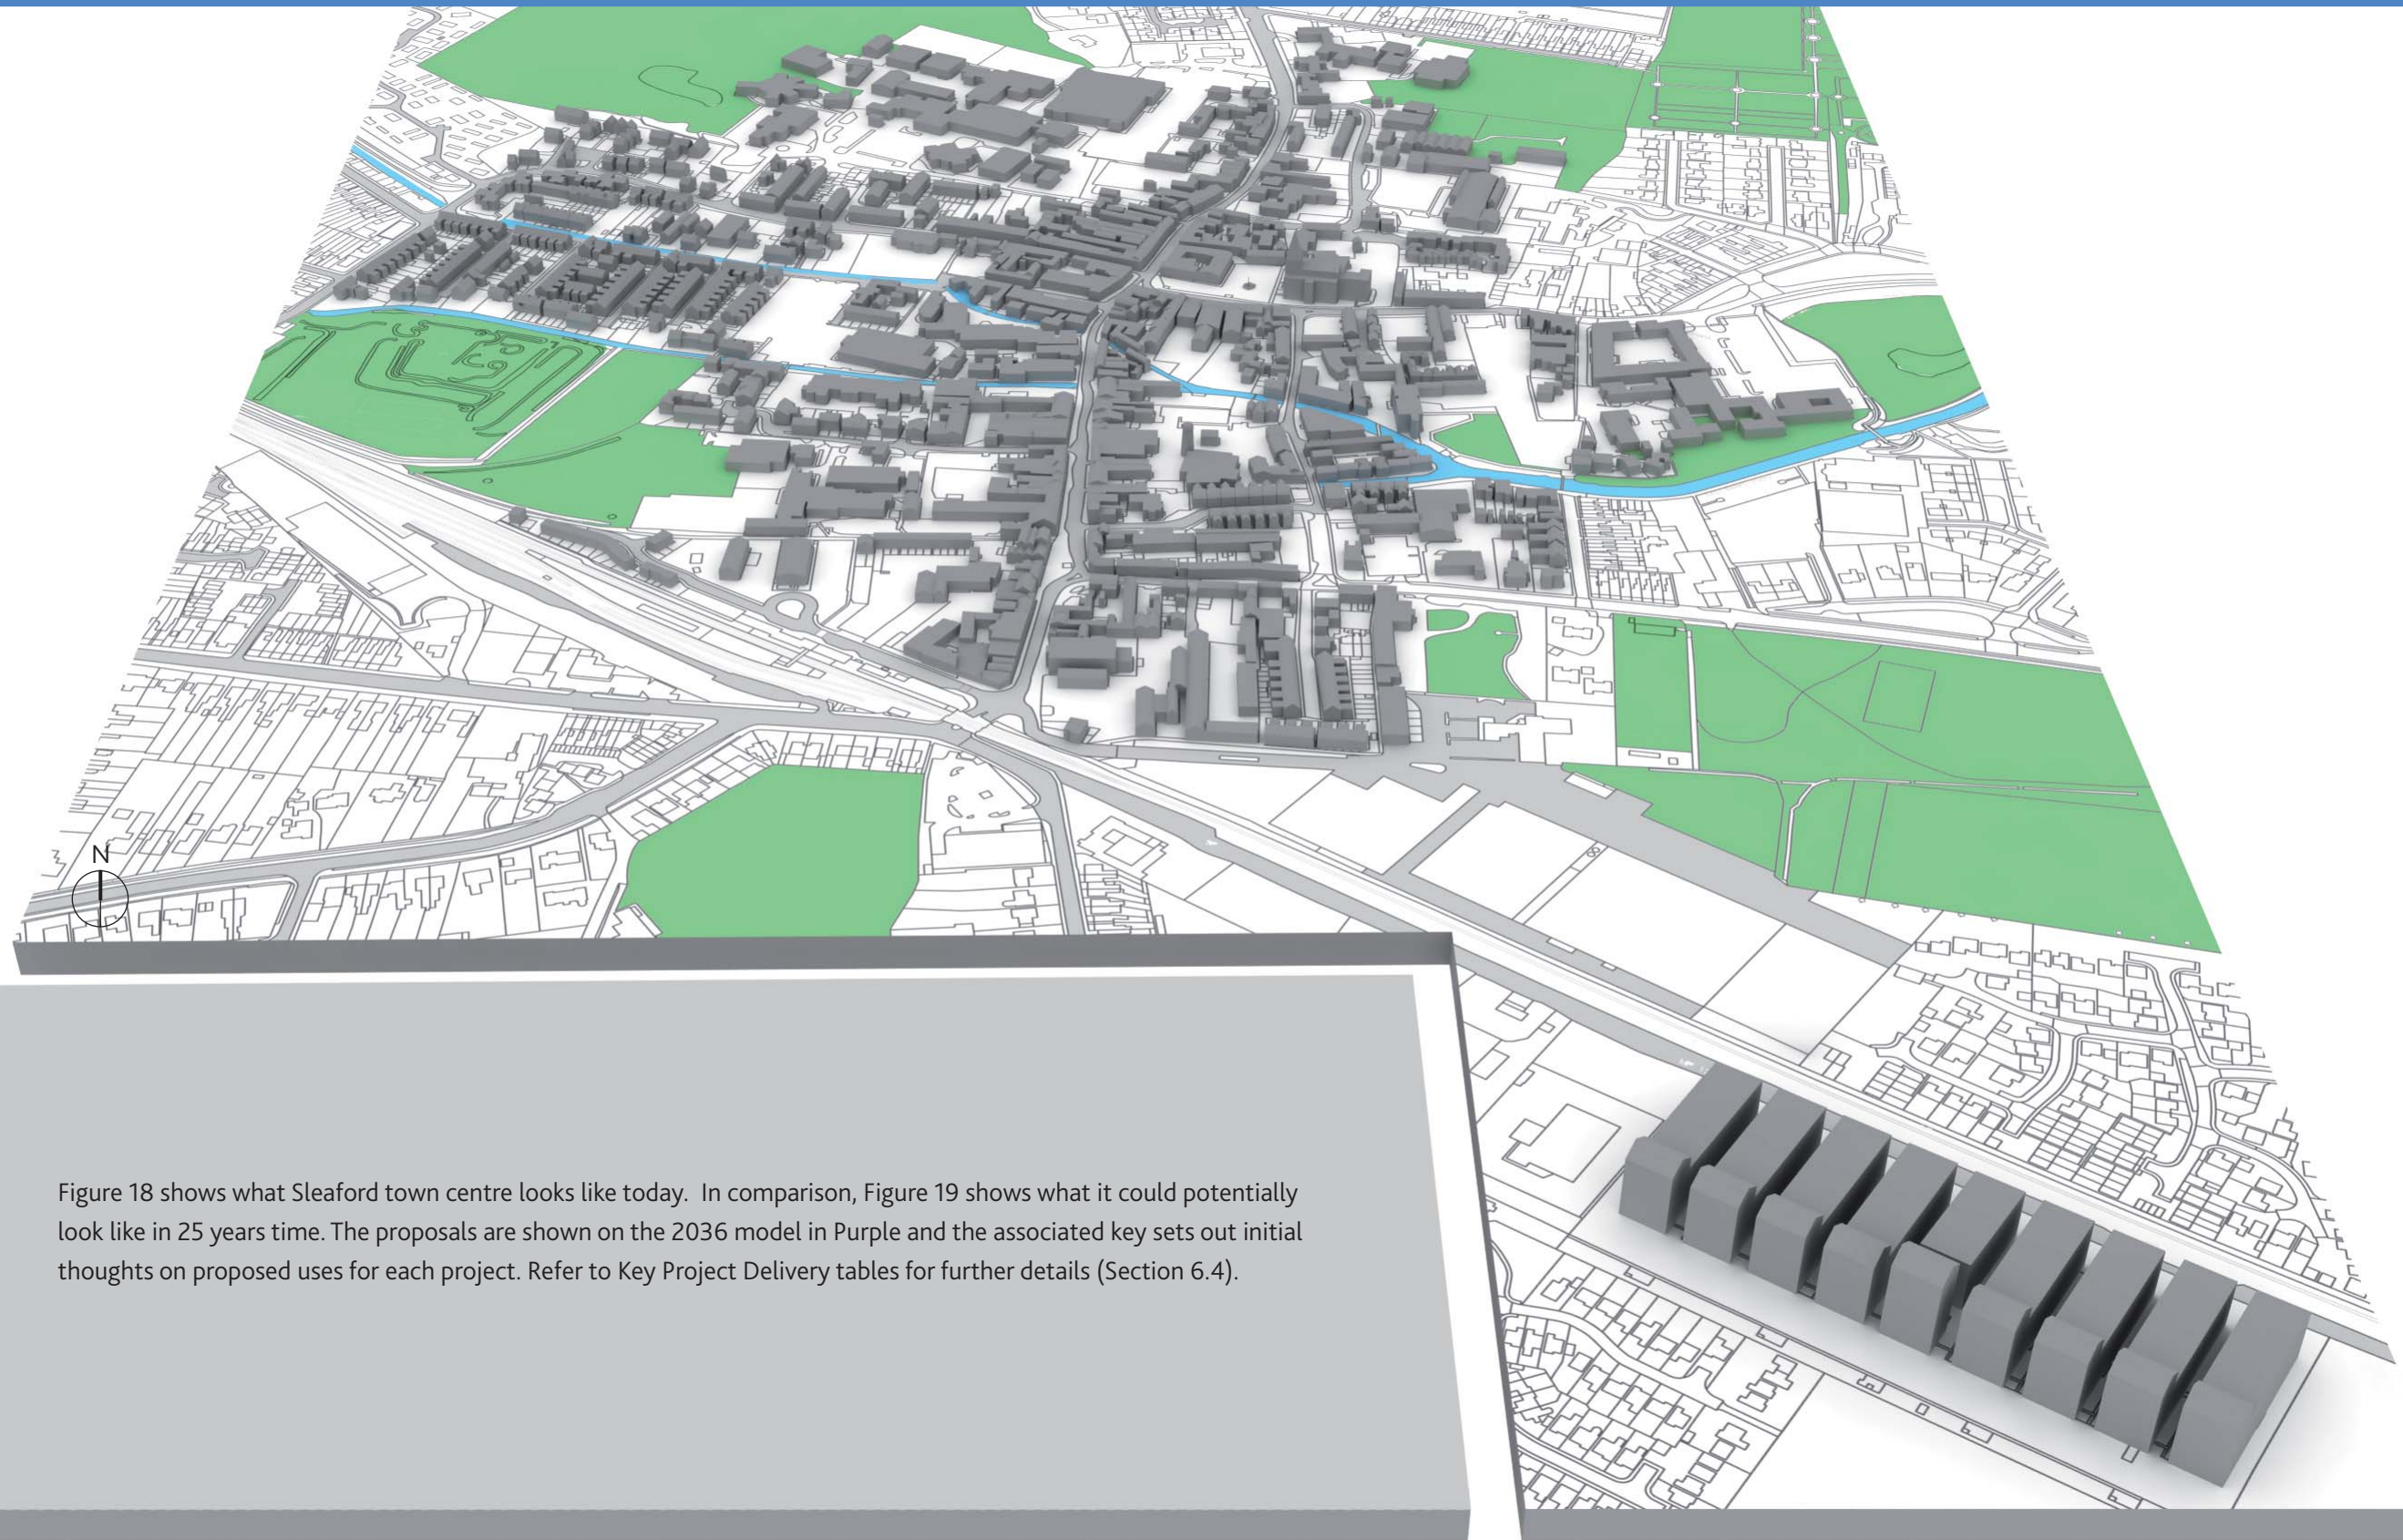 N
Figure 18 shows what Sleaford town centre looks like today.  In comparison, Figure 19 shows what it could potentially
look like in 25 years time. The proposals are shown on the 2036 model in Purple and the associated key sets out initial
thoughts on proposed uses for each project. Refer to Key Project Delivery tables for further details (Section 6.4).